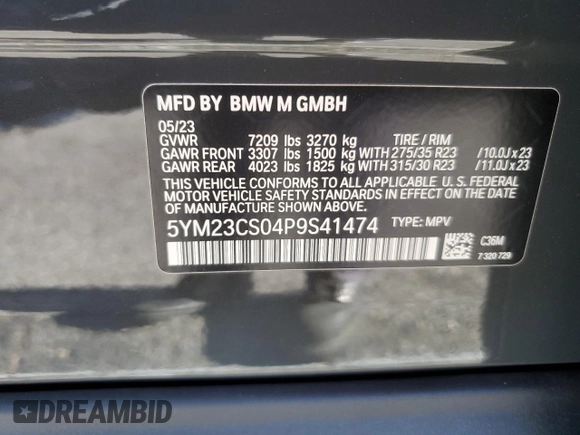 MFD BY BMW M GMBH
05/23
GVWR 7209 lbs 3270 kg TIRE / RIM
GAWR FRONT 3307 lbs 1500 kg WITH 275/35 R23 /10.0J x 23
GAWR REAR 4023 lbs 1825 kg WITH 315/30 R23 /11.0J x 23
THIS VEHICLE CONFORMS TO ALL APPLICABLE U. S. FEDERAL
MOTOR VEHICLE SAFETY STANDARDS IN EFFECT ON THE DATE
OF MANUFACTURE SHOWN ABOVE.
5YM23CS04P9S41474 TYPE: MPV
C36M
7 320 729
DREAMBID